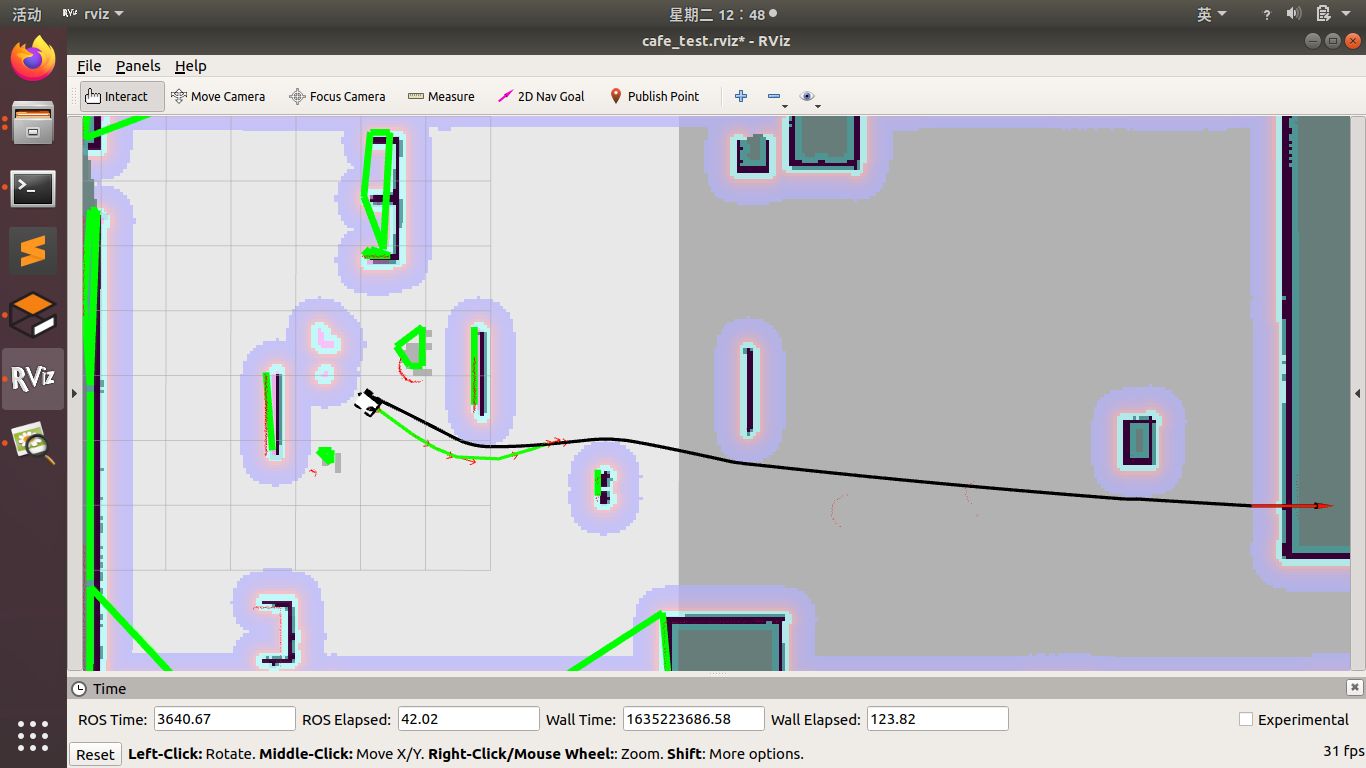 活动 RViz rviz 星期二 12：48 英 ?
cafe_test.rviz* - RViz
File Panels Help
Interact Move Camera Focus Camera Measure 2D Nav Goal Publish Point
RViz
Time
ROS Time: 3640.67 ROS Elapsed: 42.02 Wall Time: 1635223686.58 Wall Elapsed: 123.82 Experimental
Reset Left-Click: Rotate. Middle-Click: Move X/Y. Right-Click/Mouse Wheel:: Zoom. Shift: More options. 31 fps